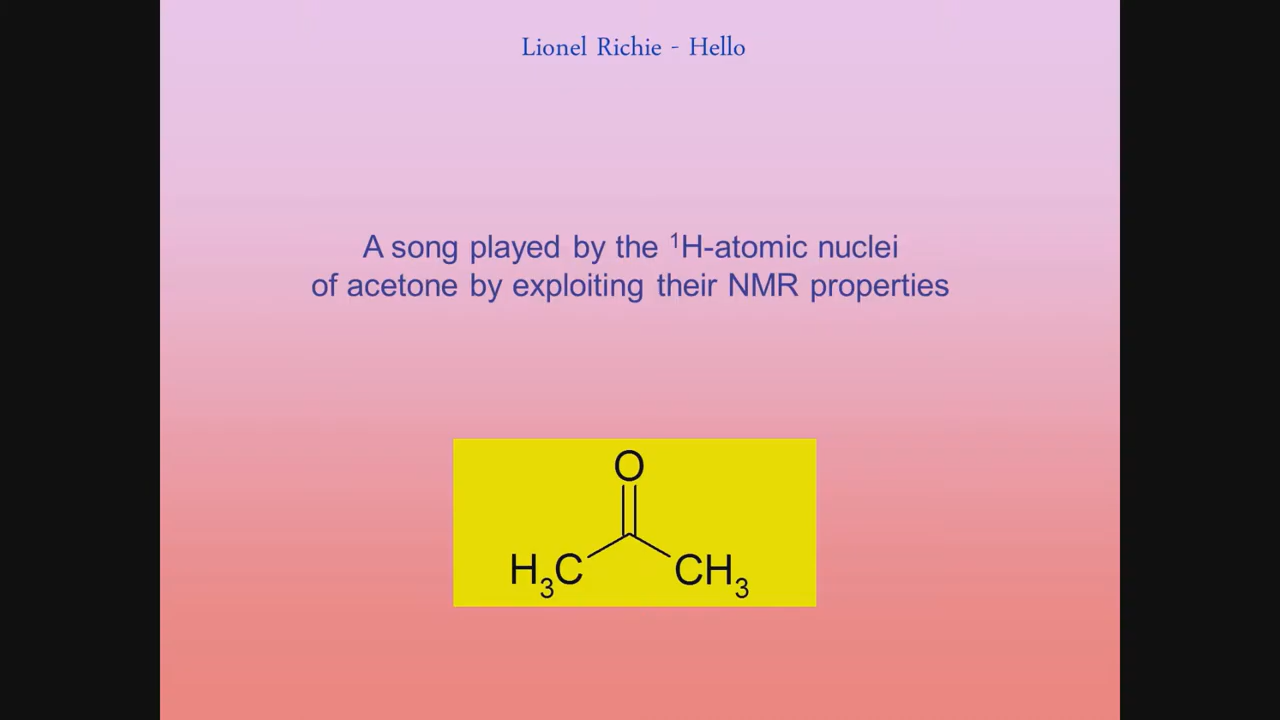 Lionel Richie - Hello
A song played by the ¹H-atomic nuclei
of acetone by exploiting their NMR properties
O
H₃C CH₃